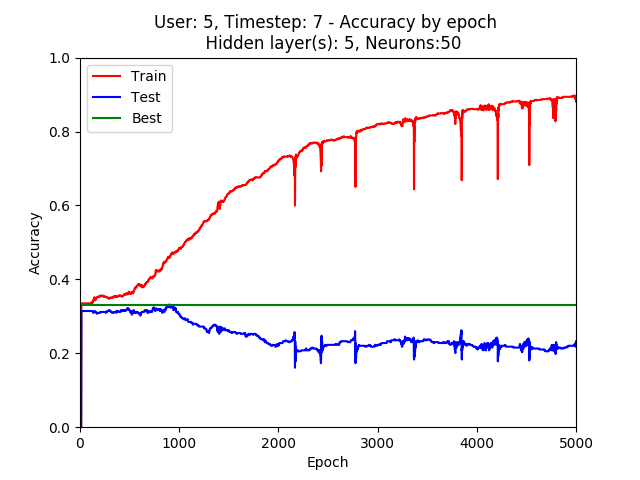 User: 5, Timestep: 7 - Accuracy by epoch
Hidden layer(s): 5, Neurons:50
1.0
Train
Test
Best
0.8
0.6
Accuracy
0.4
0.2
0.0
0 1000 2000 3000 4000 5000
Epoch